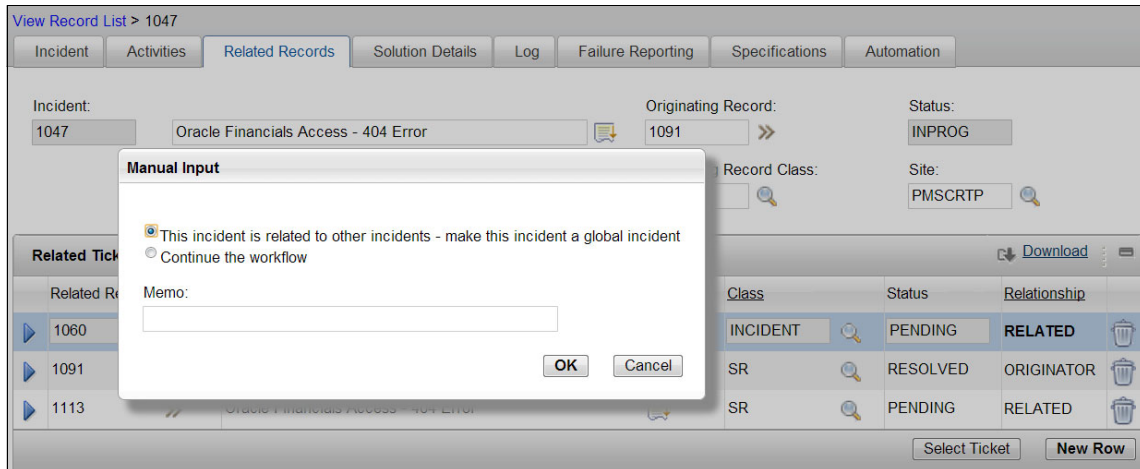 View Record List > 1047
Incident Activities Related Records Solution Details Log Failure Reporting Specifications Automation
Incident: Originating Record: Status:
1047 Oracle Financials Access - 404 Error 1091 INPROG
Manual Input Record Class: Site:
PMSCRTP
This incident is related to other incidents - make this incident a global incident
Continue the workflow
Related Tick Download
Related Re Memo: Class Status Relationship
1060 INCIDENT PENDING RELATED
OK Cancel
1091 SR RESOLVED ORIGINATOR
1113 Oracle Financials Access - 404 Error SR PENDING RELATED
Select Ticket New Row